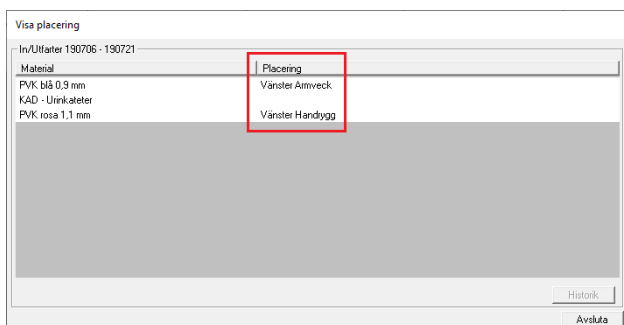 Visa placering
In/Utfarter 190706 - 190721
Material Placering
PVK blå 0,9 mm Vänster Armveck
KAD - Urinkateter
PVK rosa 1,1 mm Vänster Handrygg
Historik
Avsluta